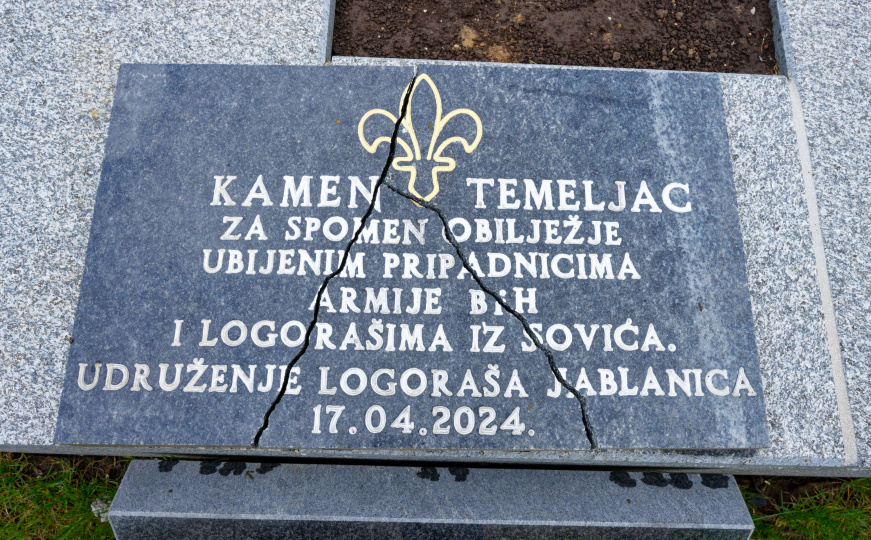 KAMEN TEMELJAC
ZA SPOMEN OBILJEŽJE
UBIJENIM PRIPADNICIMA
ARMIJE BiH
I LOGORAŠIMA IZ SOVIĆA.
UDRUŽENJE LOGORAŠA JABLANICA
17.04.2024.